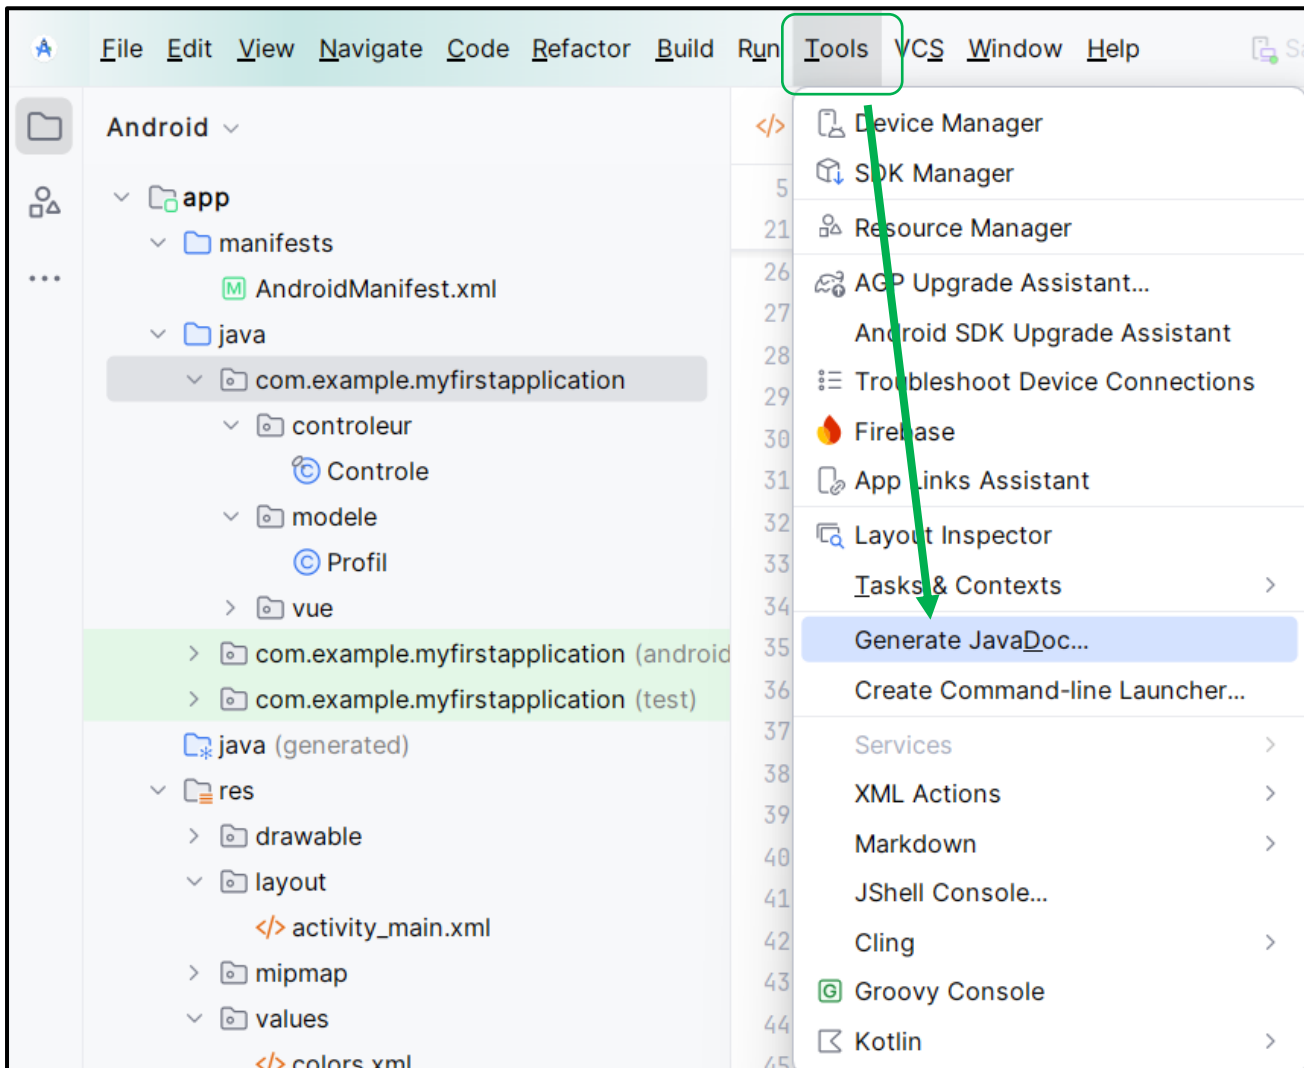 File Edit View Navigate Code Refactor Build Run Tools VCS Window Help
Android
app
manifests
AndroidManifest.xml
java
com.example.myfirstapplication
controleur
Controle
modele
Profil
vue
com.example.myfirstapplication (android
com.example.myfirstapplication (test)
java (generated)
res
drawable
layout
activity_main.xml
mipmap
values
colors.xml
5
21
26
27
28
29
30
31
32
33
34
35
36
37
38
39
40
41
42
43
44
45
Device Manager
SDK Manager
Resource Manager
AGP Upgrade Assistant...
Android SDK Upgrade Assistant
Troubleshoot Device Connections
Firebase
App Links Assistant
Layout Inspector
Tasks & Contexts
Generate JavaDoc...
Create Command-line Launcher...
Services
XML Actions
Markdown
JShell Console...
Cling
Groovy Console
Kotlin